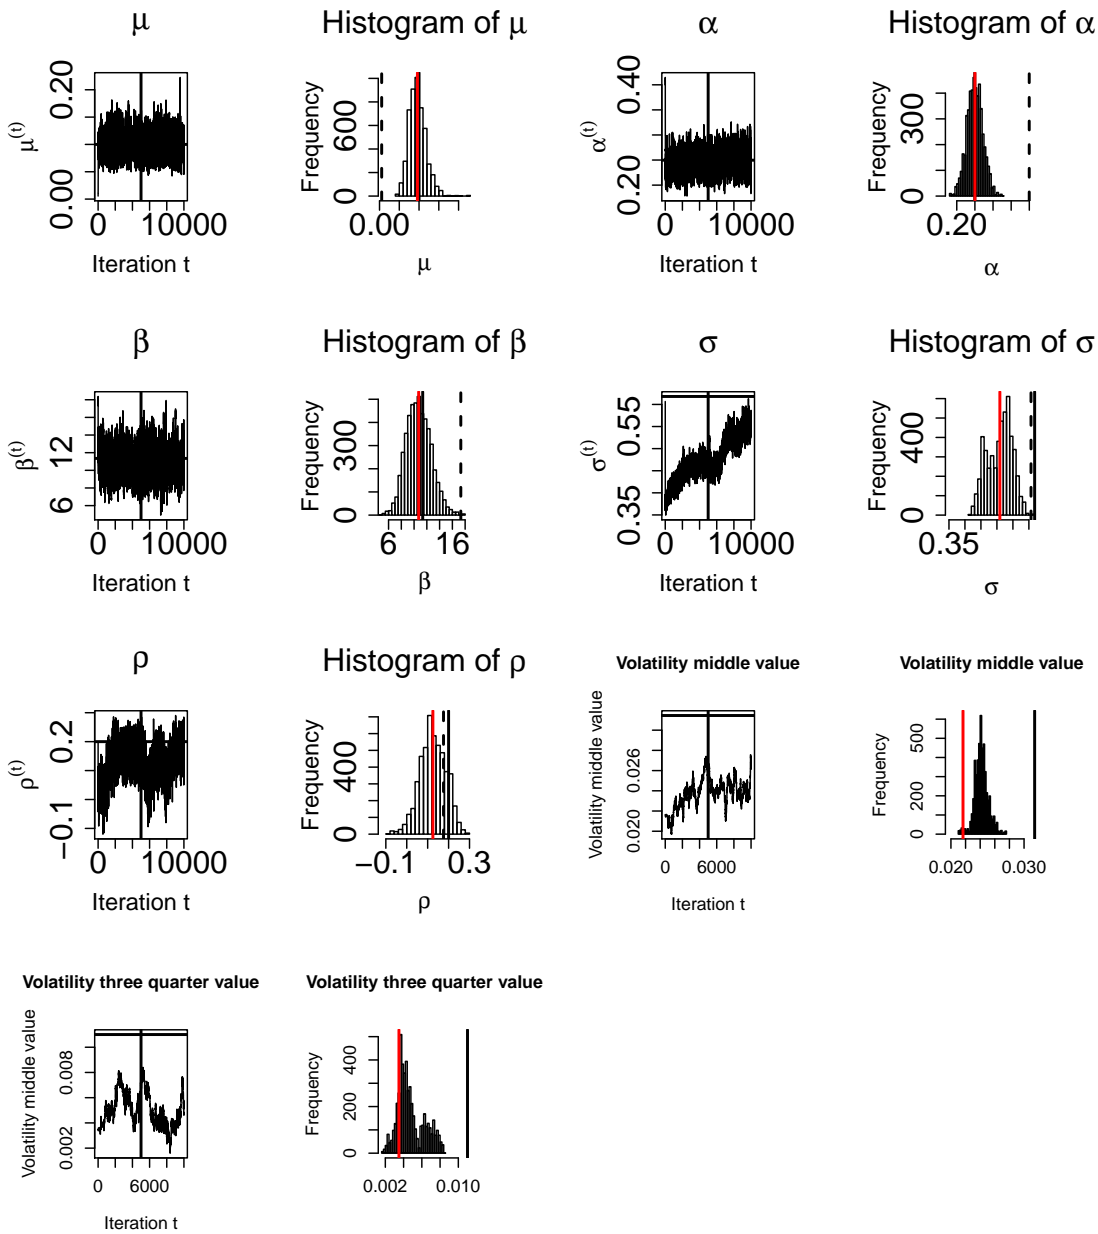 μ
Histogram of μ
α
Histogram of α
μ(t)
0.00 0.20
0 10000
Iteration t
Frequency
0 600
0.00
μ
α(t)
0.20 0.40
0 10000
Iteration t
Frequency
0 300
0.20
α
β
Histogram of β
σ
Histogram of σ
β(t)
6 12
0 10000
Iteration t
Frequency
0 300
6 16
β
σ(t)
0.35 0.55
0 10000
Iteration t
Frequency
0 400
0.35
σ
ρ
Histogram of ρ
Volatility middle value
Volatility middle value
ρ(t)
−0.1 0.2
0 10000
Iteration t
Frequency
0 400
−0.1 0.3
ρ
Volatility middle value
0.020 0.026
0 6000
Iteration t
Frequency
0 200 500
0.020 0.030
Volatility three quarter value
Volatility three quarter value
Volatility middle value
0.002 0.008
0 6000
Iteration t
Frequency
0 100 200 300 400
0.002 0.010